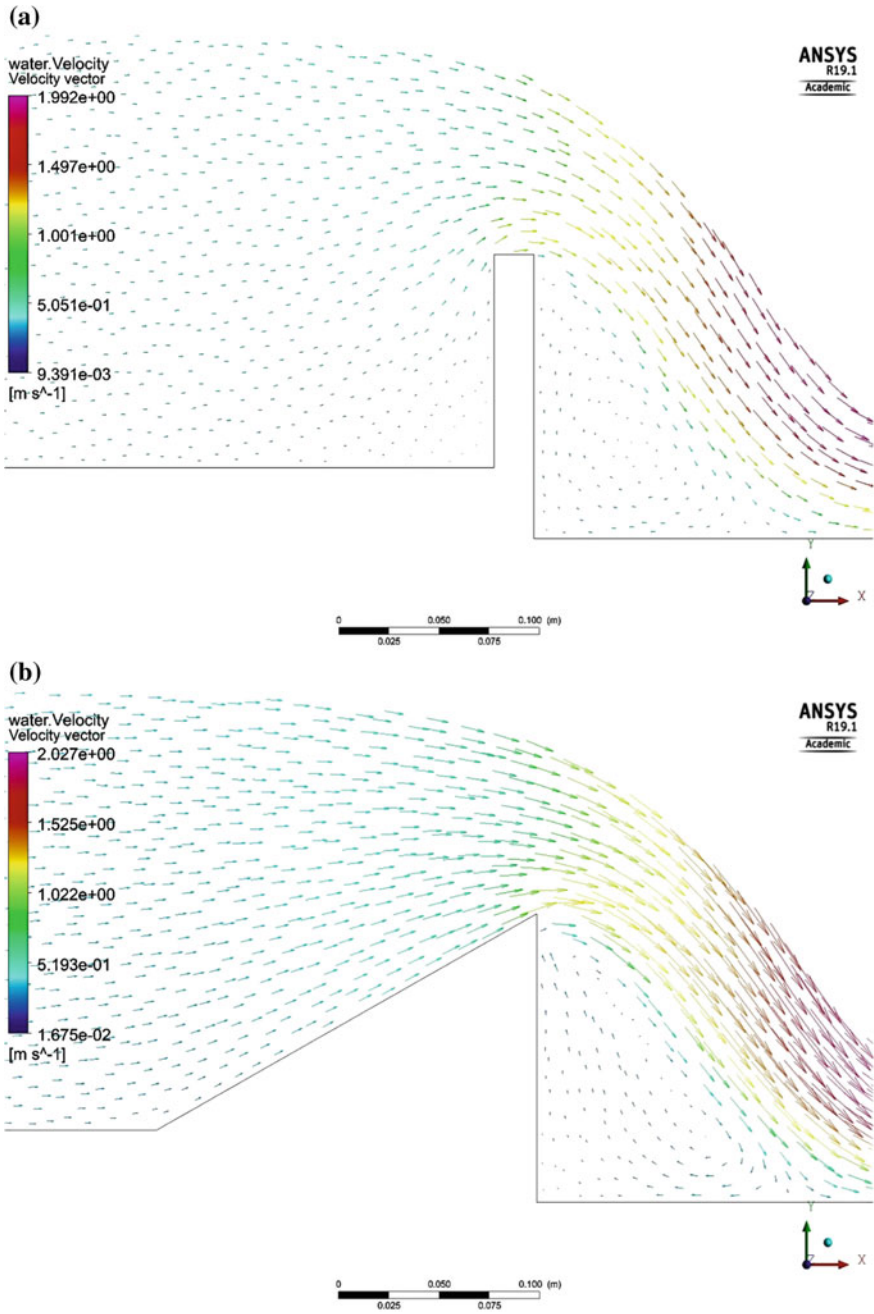 (a)
water.Velocity
Velocity vector
1.992e+00
1.497e+00
1.001e+00
5.051e-01
9.391e-03
[m s^-1]
ANSYS
R19.1
Academic
Y
Z
X
0 0.050 0.100 (m)
0.025 0.075
(b)
water.Velocity
Velocity vector
2.027e+00
1.525e+00
1.022e+00
5.193e-01
1.675e-02
[m s^-1]
ANSYS
R19.1
Academic
Y
Z
X
0 0.050 0.100 (m)
0.025 0.075